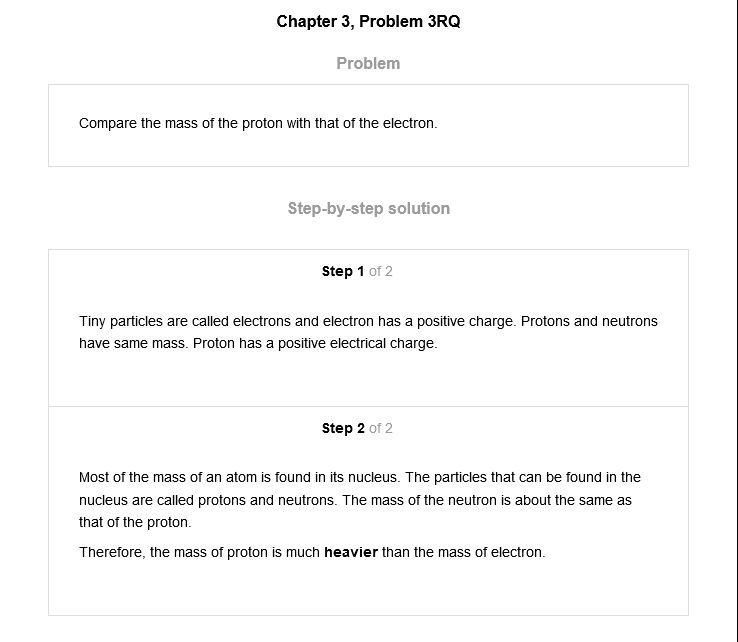 Chapter 3, Problem 3RQ
Problem
Compare the mass of the proton with that of the electron.
Step-by-step solution
Step 1 of 2
Tiny particles are called electrons and electron has a positive charge. Protons and neutrons
have same mass. Proton has a positive electrical charge.
Step 2 of 2
Most of the mass of an atom is found in its nucleus. The particles that can be found in the
nucleus are called protons and neutrons. The mass of the neutron is about the same as
that of the proton.
Therefore, the mass of proton is much heavier than the mass of electron.